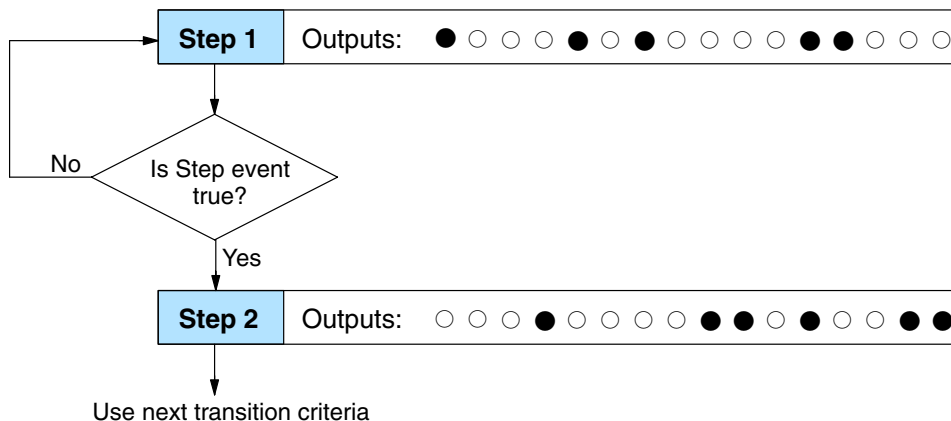 Step 1 Outputs:
No
Is Step event
true?
Yes
Step 2 Outputs:
Use next transition criteria